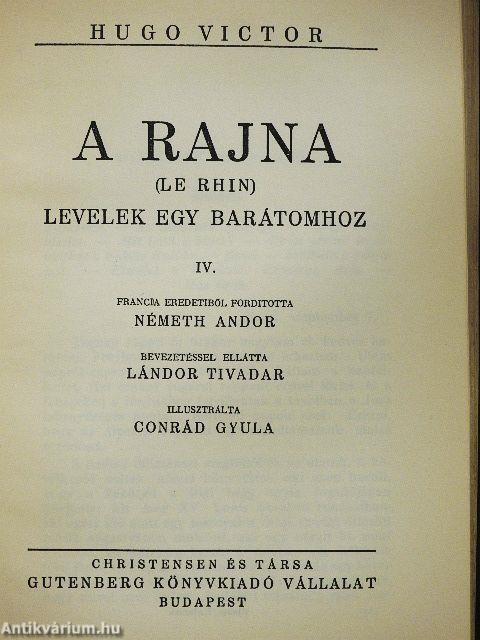 HUGO VICTOR
A RAJNA
(LE RHIN)
LEVELEK EGY BARÁTOMHOZ
IV.
FRANCIA EREDETIBŐL FORDITOTTA
NÉMETH ANDOR
BEVEZETÉSSEL ELLÁTTA
LÁNDOR TIVADAR
ILLUSZTRÁLTA
CONRÁD GYULA
CHRISTENSEN ÉS TÁRSA
GUTENBERG KÖNYVKIADÓ VÁLLALAT
BUDAPEST
Antikvárium.hu